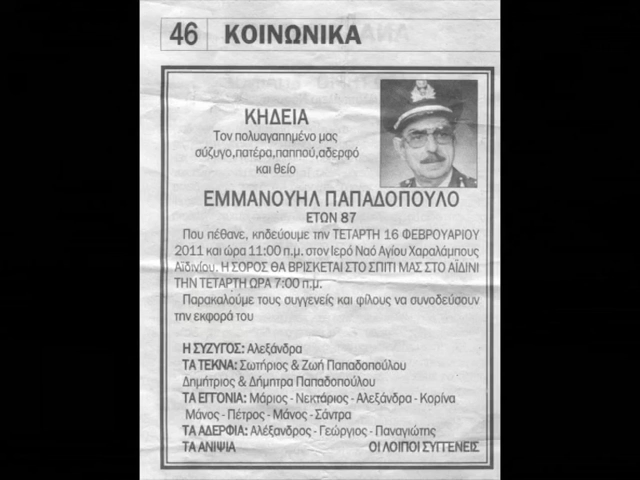 46 ΚΟΙΝΩΝΙΚΑ
ΚΗΔΕΙΑ
Τον πολυαγαπημένο μας
σύζυγο,πατέρα,παππού,αδερφό
και θείο
ΕΜΜΑΝΟΥΗΛ ΠΑΠΑΔΟΠΟΥΛΟ
ΕΤΩΝ 87
Που πέθανε, κηδεύουμε την ΤΕΤΑΡΤΗ 16 ΦΕΒΡΟΥΑΡΙΟΥ
2011 και ώρα 11:00 π.μ. στον Ιερό Ναό Αγίου Χαραλάμπους
Αϊδινίου. Η ΣΟΡΟΣ ΘΑ ΒΡΙΣΚΕΤΑΙ ΣΤΟ ΣΠΙΤΙ ΜΑΣ ΣΤΟ ΑΪΔΙΝΙ
ΤΗΝ ΤΕΤΑΡΤΗ ΩΡΑ 7:00 π.μ.
Παρακαλούμε τους συγγενείς και φίλους να συνοδεύσουν
την εκφορά του
Η ΣΥΖΥΓΟΣ: Αλεξάνδρα
ΤΑ ΤΕΚΝΑ: Σωτήριος & Ζωή Παπαδοπούλου
Δημήτριος & Δήμητρα Παπαδοπούλου
ΤΑ ΕΓΓΟΝΙΑ: Μάριος - Νεκτάριος - Αλεξάνδρα - Κορίνα
Μάνος - Πέτρος - Μάνος - Σάντρα
ΤΑ ΑΔΕΡΦΙΑ: Αλέξανδρος - Γεώργιος - Παναγιώτης
ΤΑ ΑΝΙΨΙΑ ΟΙ ΛΟΙΠΟΙ ΣΥΓΓΕΝΕΙΣ